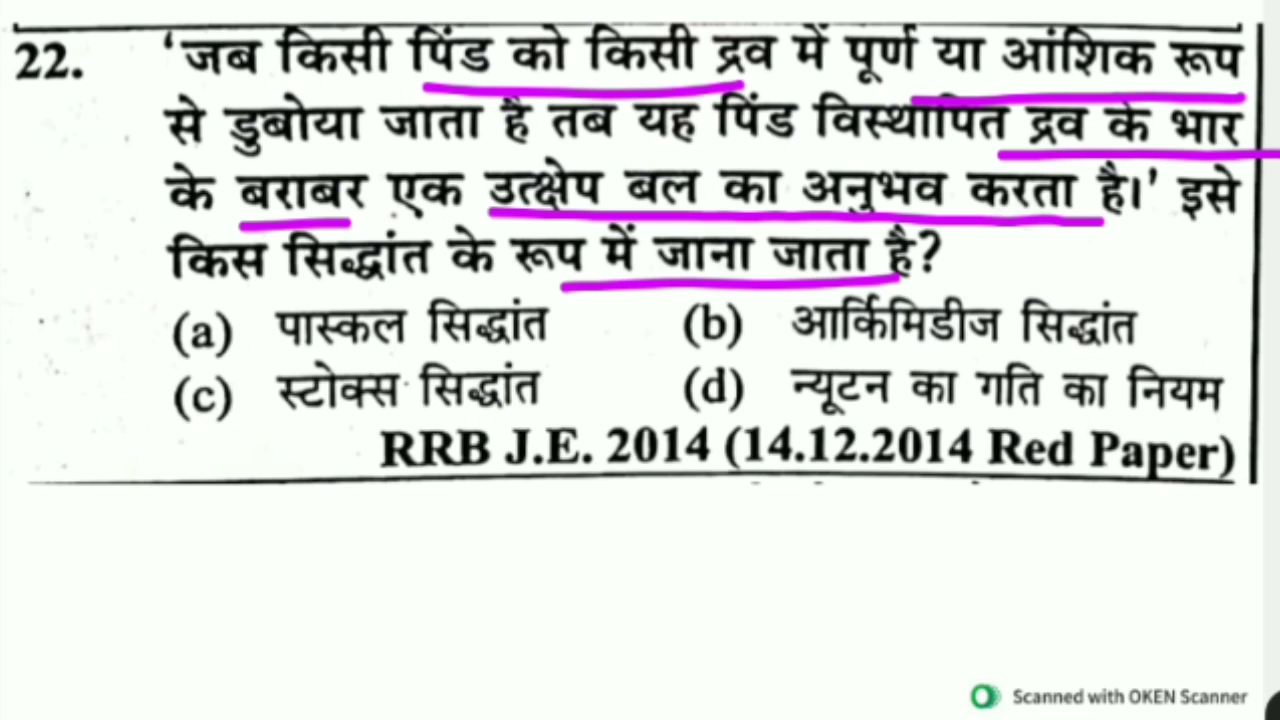 22. 'जब किसी पिंड को किसी द्रव में पूर्ण या आंशिक रूप
से डुबोया जाता है तब यह पिंड विस्थापित द्रव के भार
के बराबर एक उत्क्षेप बल का अनुभव करता है।' इसे
किस सिद्धांत के रूप में जाना जाता है?
(a) पास्कल सिद्धांत (b) आर्किमिडीज सिद्धांत
(c) स्टोक्स सिद्धांत (d) न्यूटन का गति का नियम
RRB J.E. 2014 (14.12.2014 Red Paper)
Scanned with OKEN Scanner